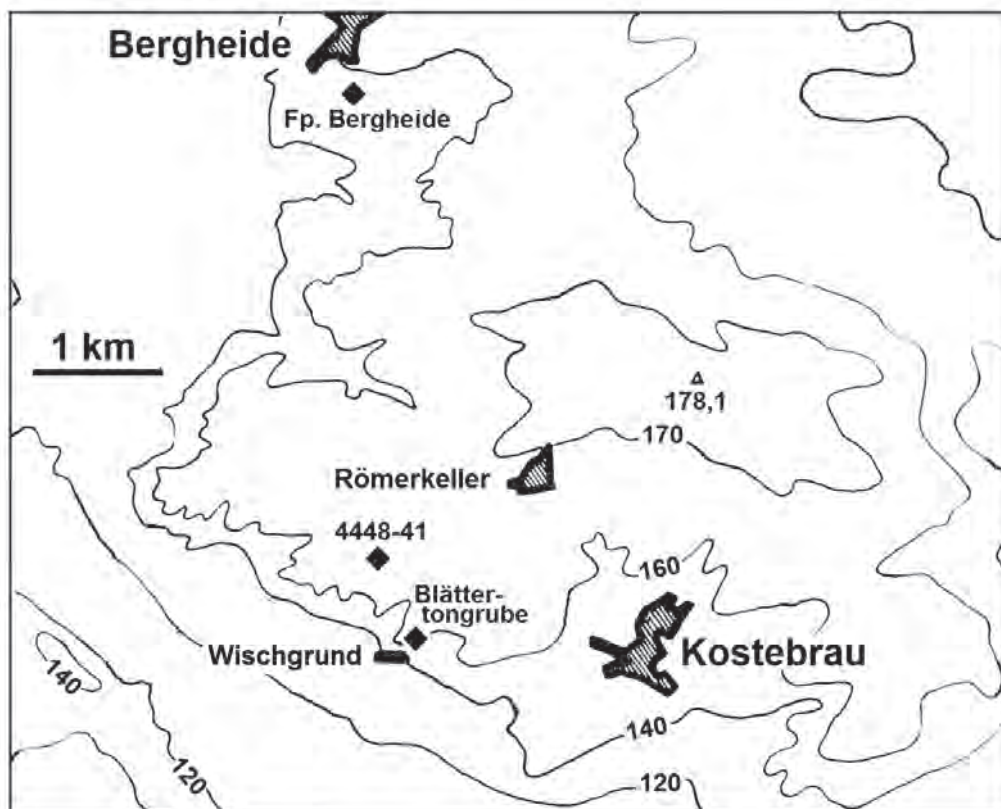 Bergheide
Fp. Bergheide
1 km
178,1
170
Römerkeller
4448-41
160
Blätter-
tongrube
Wischgrund
Kostebrau
140
140
120
120